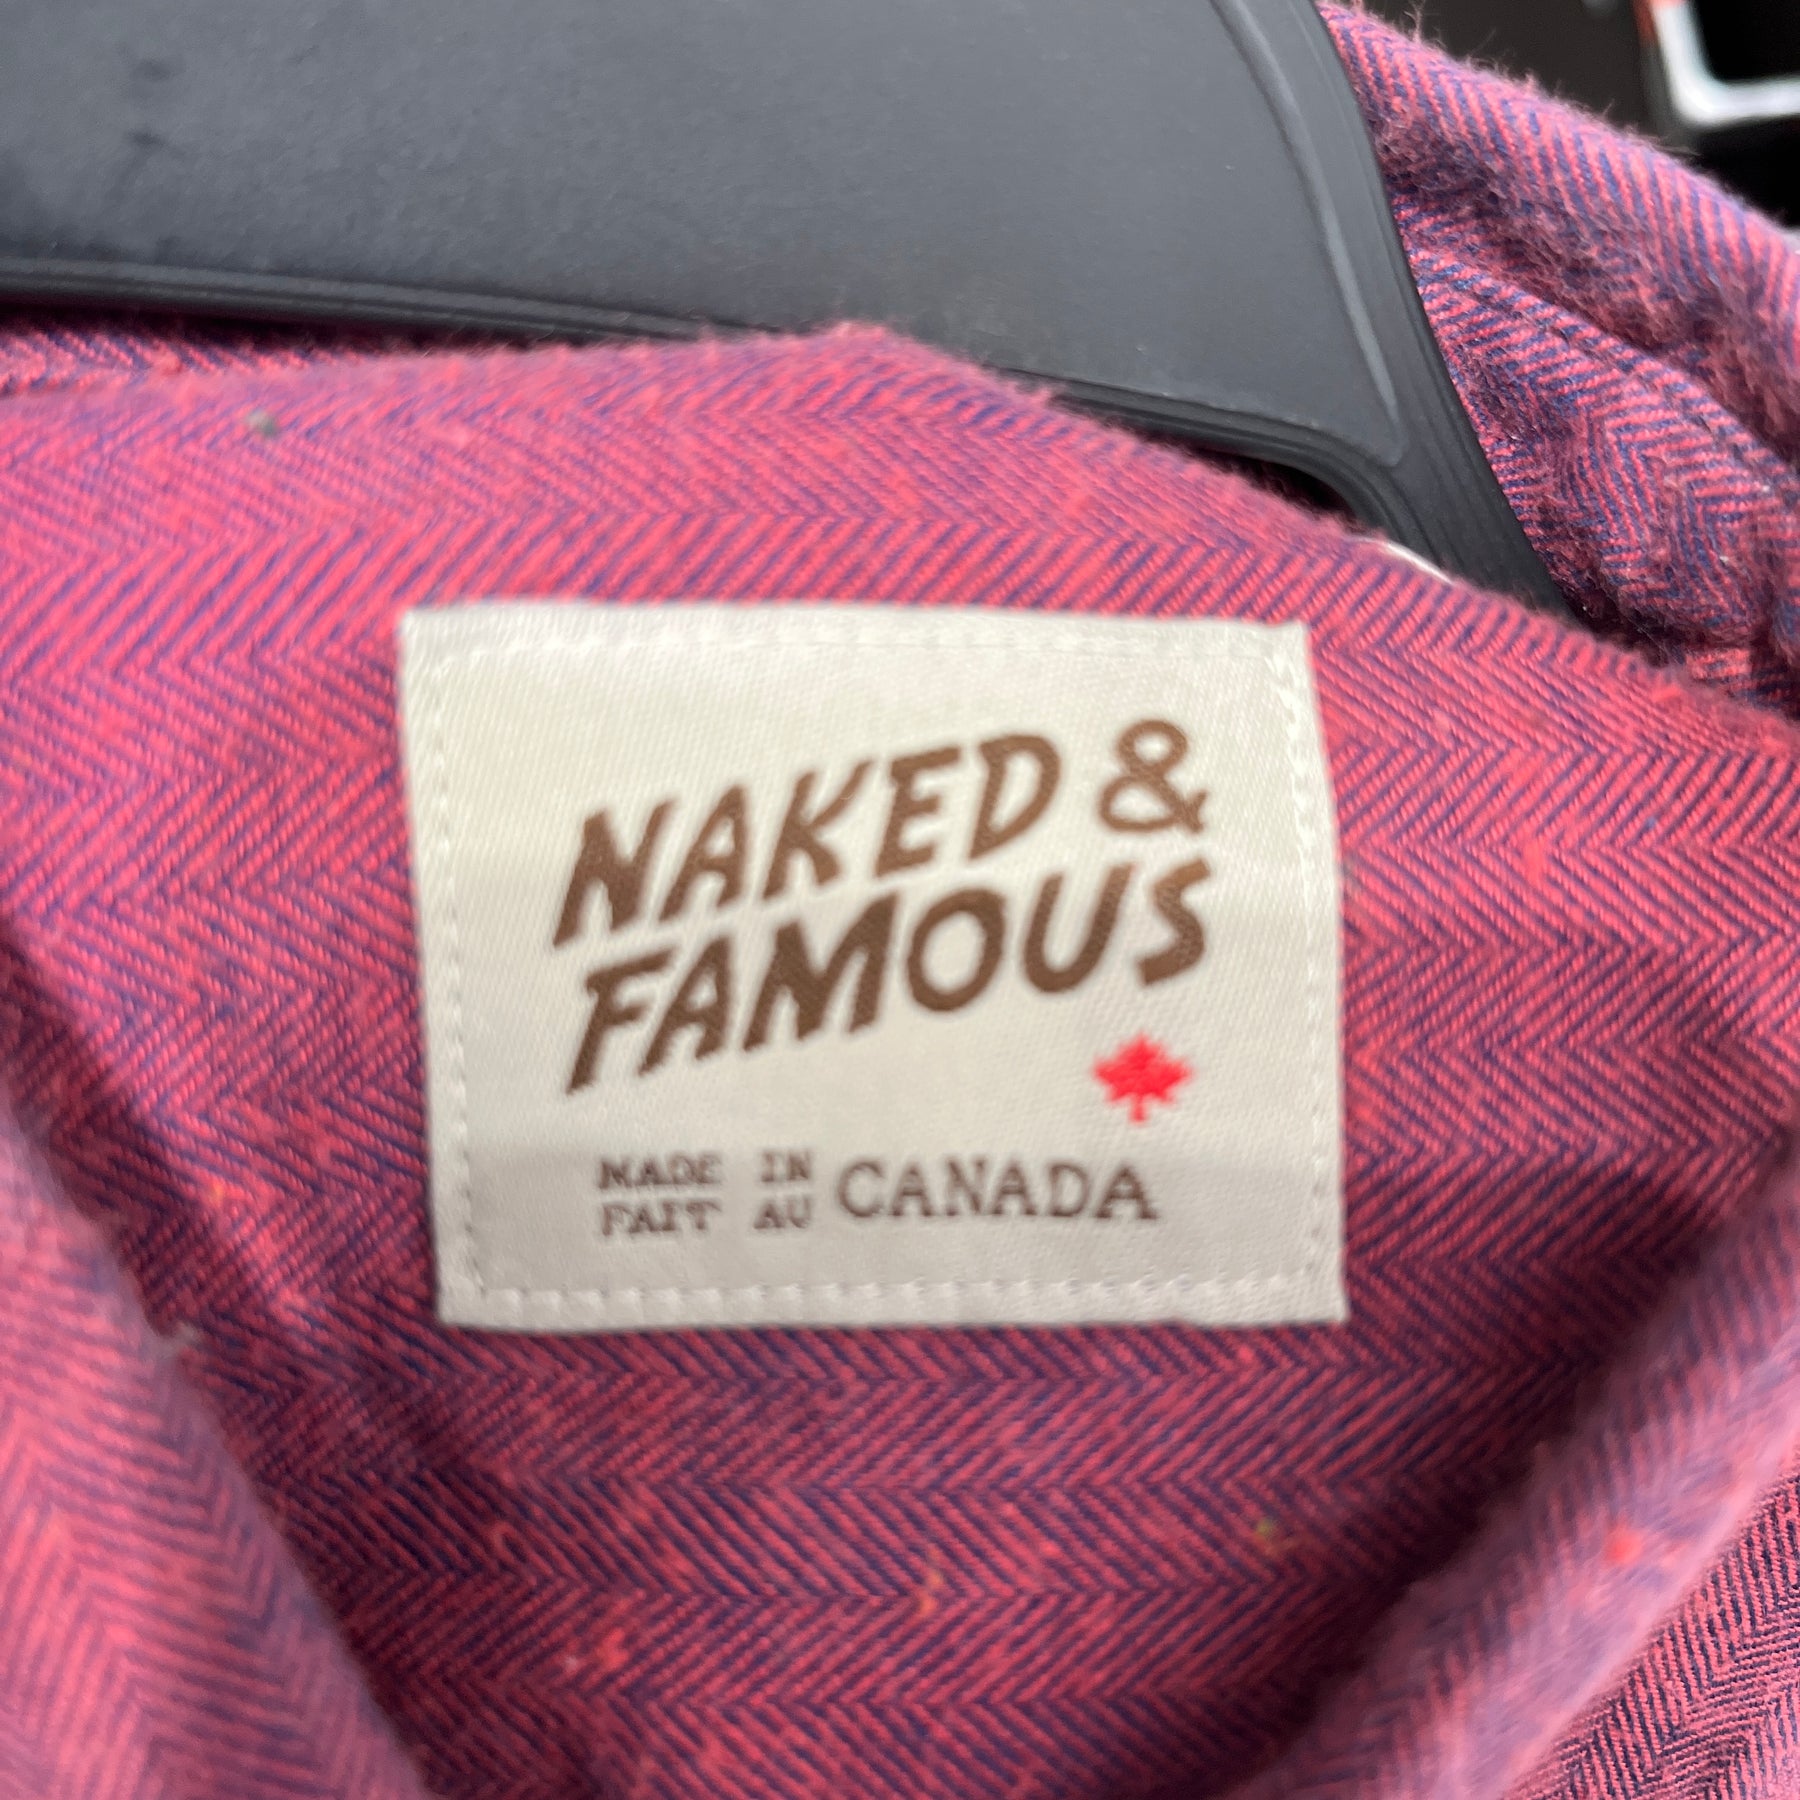 NAKED &
FAMOUS
MADE IN
FAIT AU CANADA